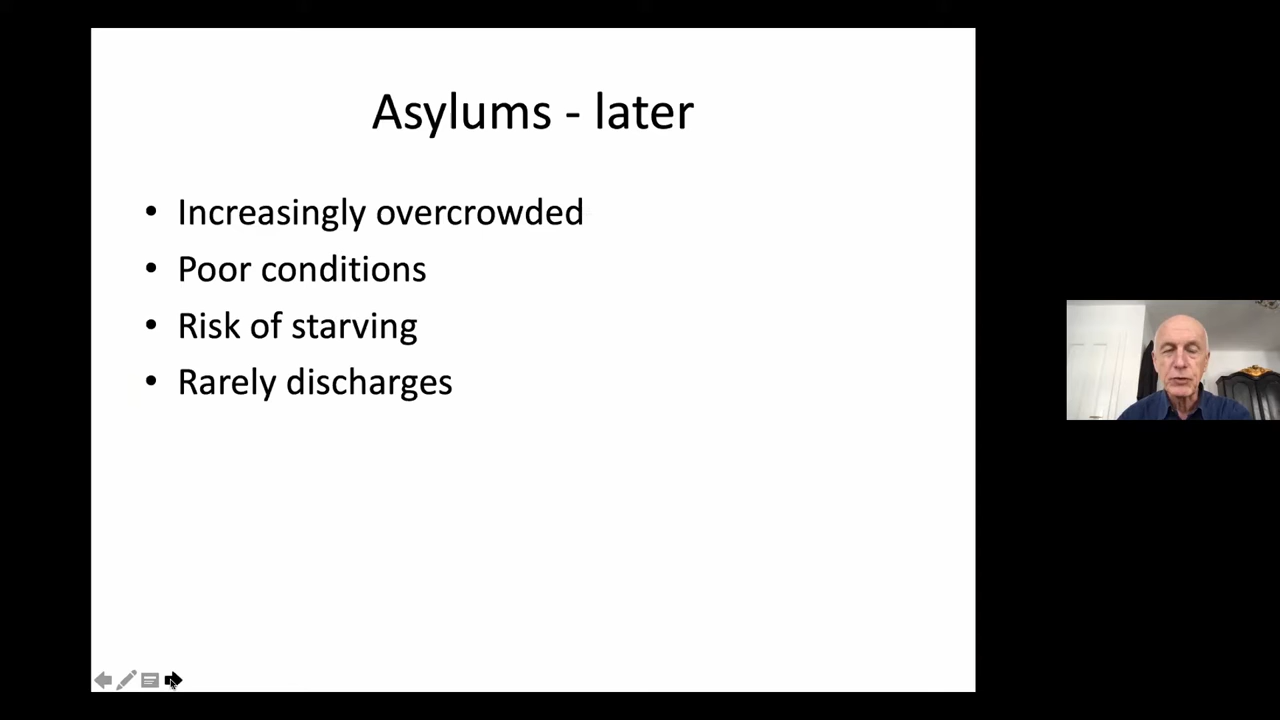 Asylums - later
• Increasingly overcrowded
• Poor conditions
• Risk of starving
• Rarely discharges